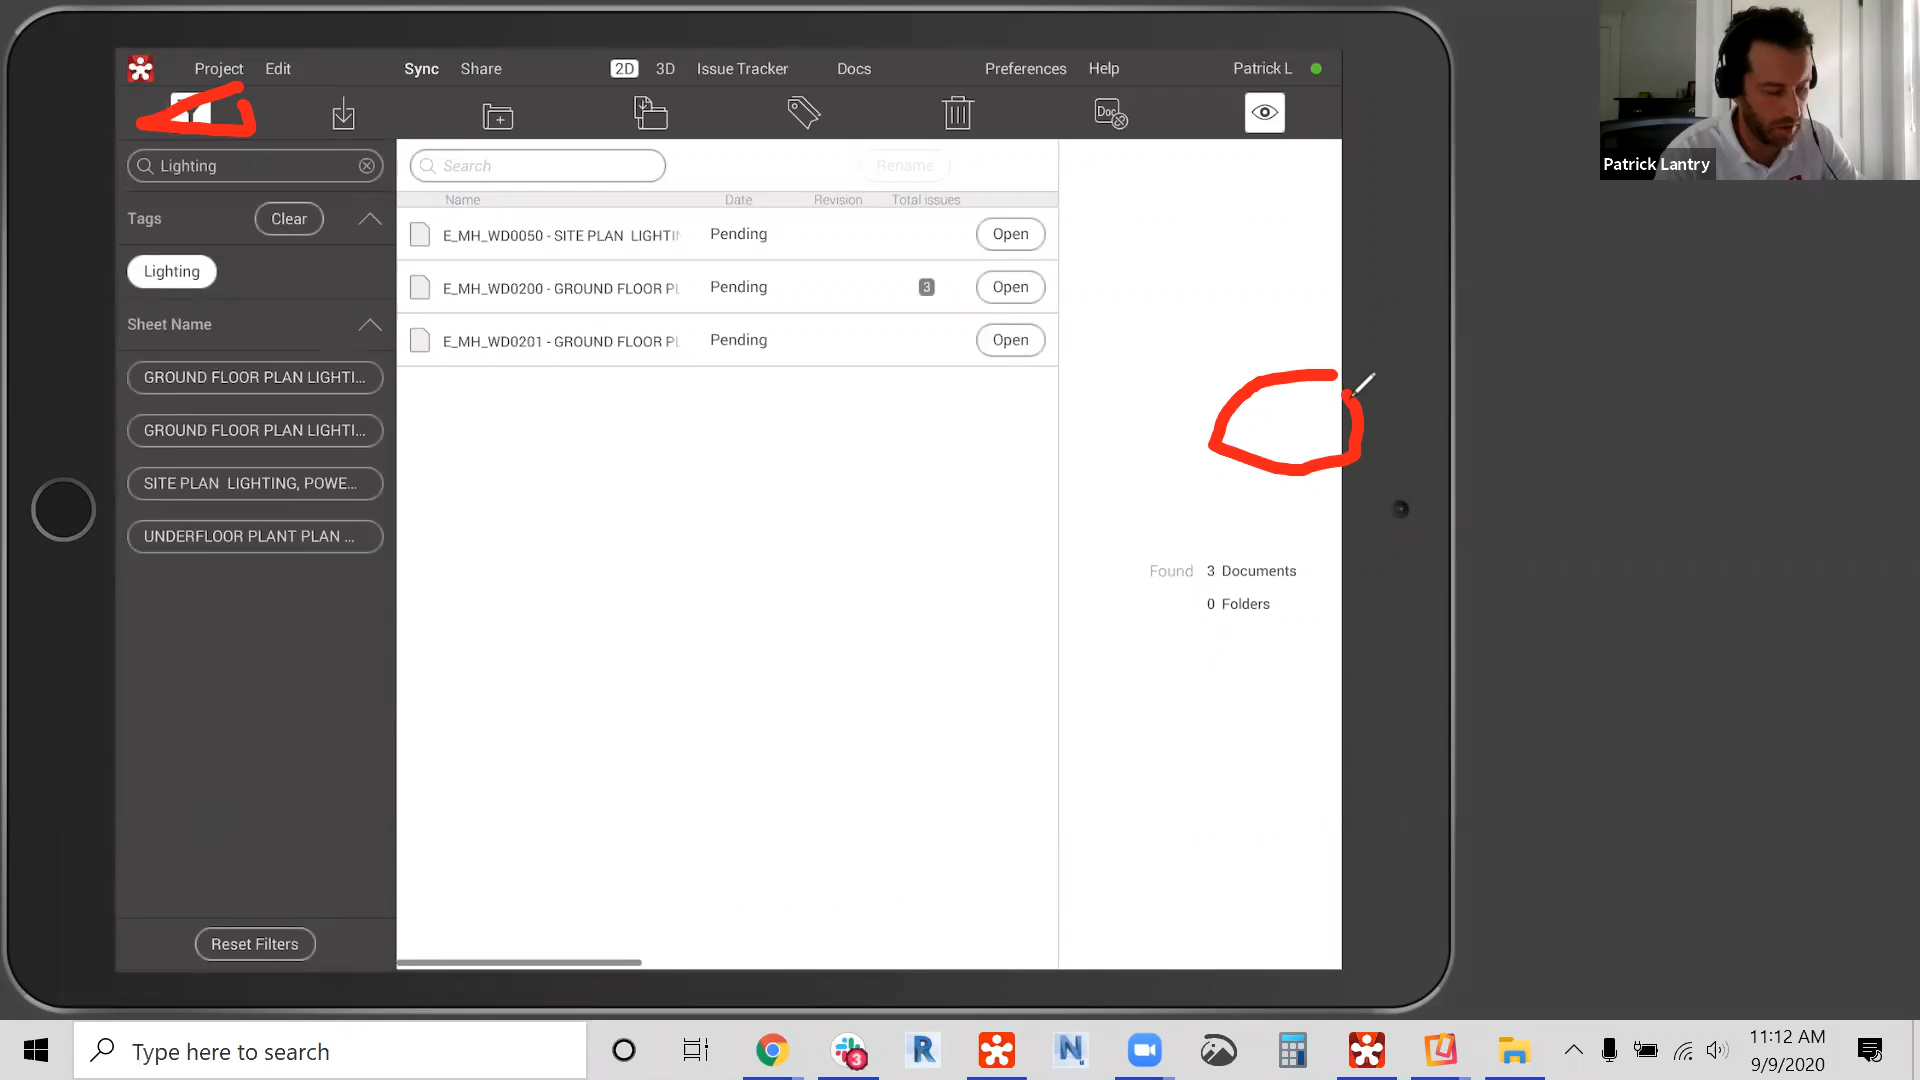 Project Edit Sync Share 2D 3D Issue Tracker Docs Preferences Help Patrick L
Doc
Patrick Lantry
Lighting
Search
Rename
Name Date Revision Total issues
Tags Clear
E_MH_WD0050 - SITE PLAN LIGHTIN Pending Open
Lighting
E_MH_WD0200 - GROUND FLOOR PL Pending 3 Open
Sheet Name
E_MH_WD0201 - GROUND FLOOR PL Pending Open
GROUND FLOOR PLAN LIGHTI...
GROUND FLOOR PLAN LIGHTI...
SITE PLAN LIGHTING, POWE...
UNDERFLOOR PLANT PLAN ...
Found 3 Documents
0 Folders
Reset Filters
Type here to search
3
R
N
11:12 AM
9/9/2020